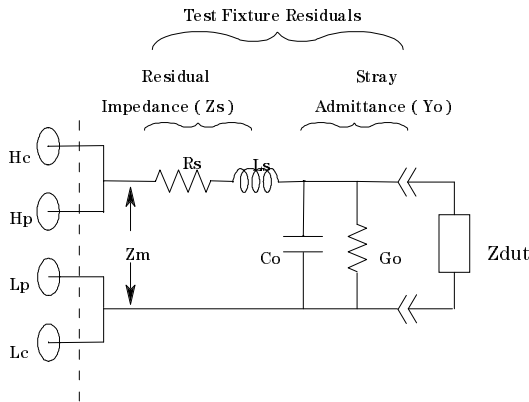 Test Fixture Residuals
Residual
Impedance ( Zs )
Stray
Admittance ( Yo )
Hc
Rs
Ls
Hp
Zm
Co
Go
Zdut
Lp
Lc